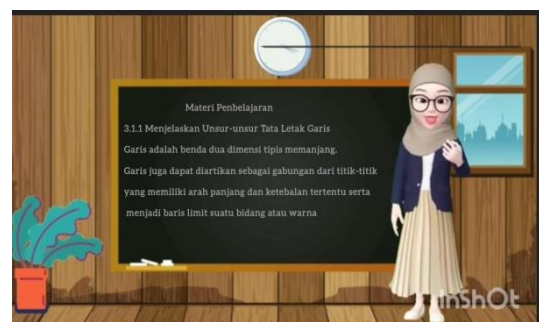 Materi Penbelajaran
3.1.1 Menjelaskan Unsur-unsur Tata Letak Garis
Garis adalah benda dua dimensi tipis memanjang.
Garis juga dapat diartikan sebagai gabungan dari titik-titik
yang memiliki arah panjang dan ketebalan tertentu serta
menjadi baris limit suatu bidang atau warna
InShOt